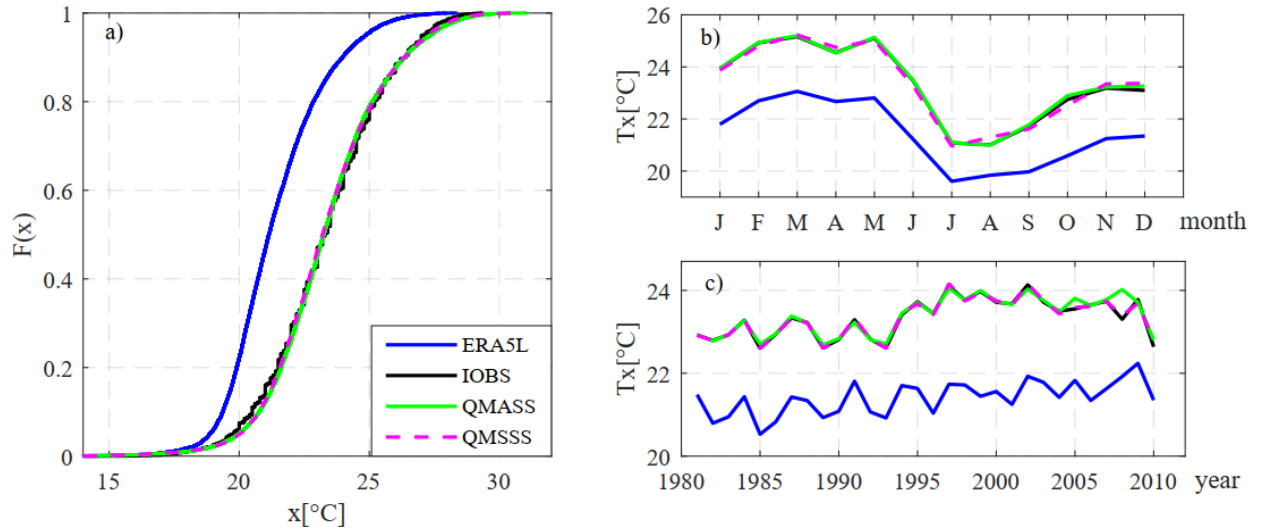 a)
F(x)
1
0.8
0.6
0.4
0.2
0
15 20 25 30
x[°C]
ERA5L
IOBS
QMASS
QMSSS
b)
Tx[°C]
26
24
22
20
J F M A M J J A S O N D month
c)
Tx[°C]
24
22
20
1980 1985 1990 1995 2000 2005 2010 year